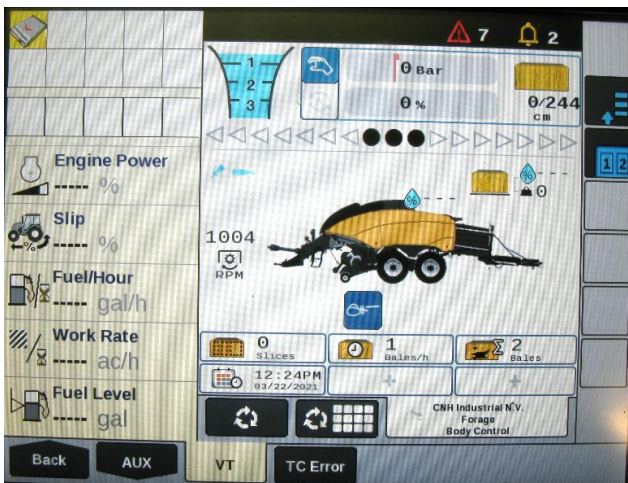 7
2
1
2
3
0 Bar
0 %
0/244
cm
1 2
Engine Power
----- %
Slip
----- %
%
Fuel/Hour
----- gal/h
Work Rate
----- ac/h
Fuel Level
----- gal
%
---
%
---
0
1004
RPM
0
Slices
1
Bales/h
2
Bales
12:24PM
03/22/2021
+
+
CNH Industrial N.V.
Forage
Body Control
Back
AUX
VT
TC Error